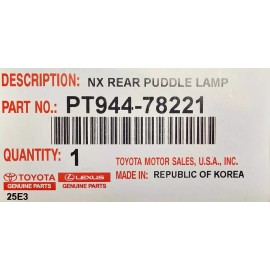 DESCRIPTION: NX REAR PUDDLE LAMP
PART NO.: PT944-78221
QUANTITY: 1
TOYOTA MOTOR SALES, U.S.A., INC.
TOYOTA LEXUS MADE IN: REPUBLIC OF KOREA
GENUINE PARTS GENUINE PARTS
25E3